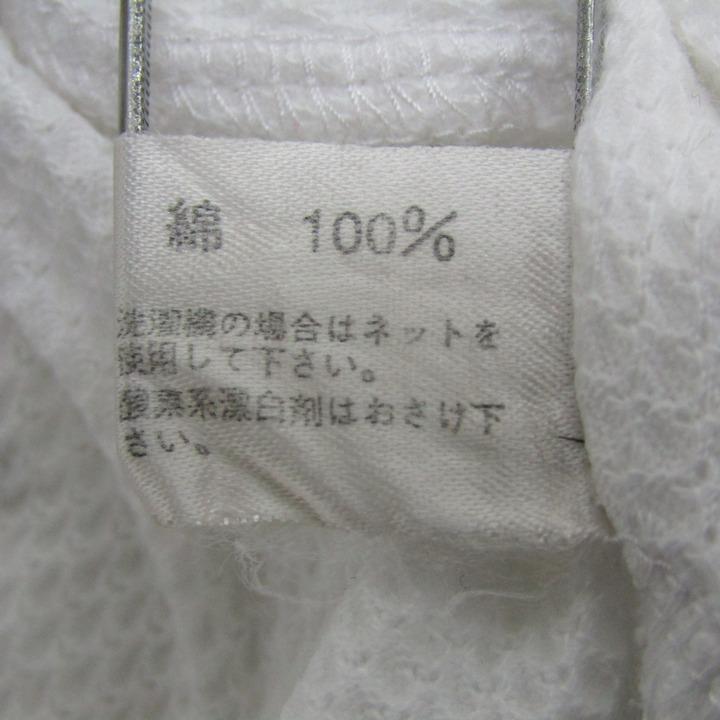 綿 100%
洗濯機の場合はネットを
使用して下さい。
酸素系漂白剤はおさけ下
さい。